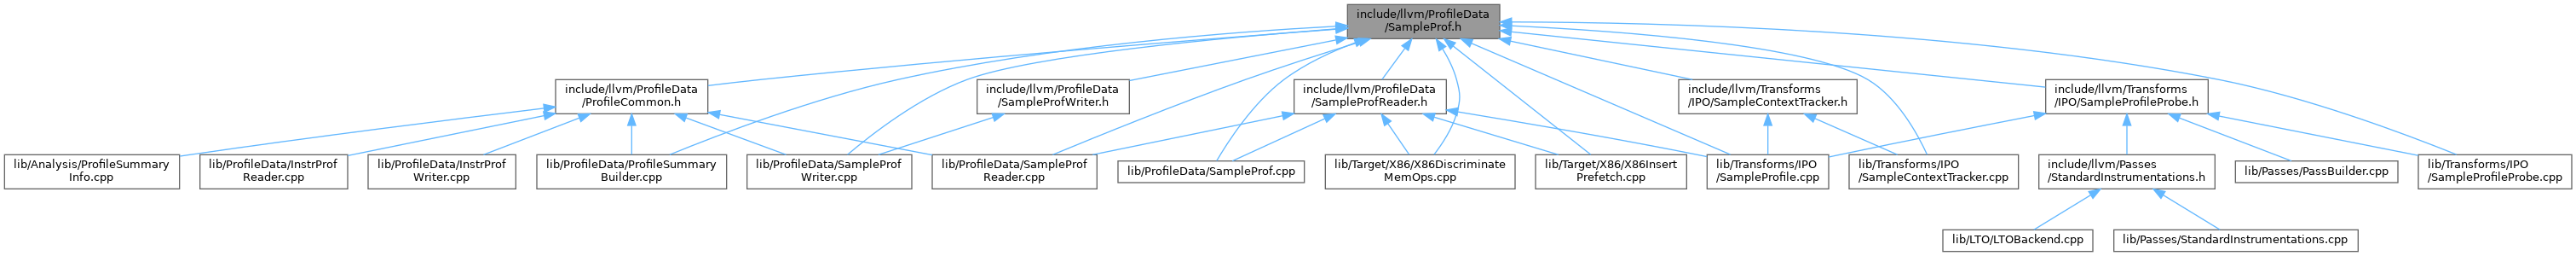 include/llvm/ProfileData
/SampleProf.h
include/llvm/ProfileData
/ProfileCommon.h
include/llvm/ProfileData
/SampleProfWriter.h
include/llvm/ProfileData
/SampleProfReader.h
include/llvm/Transforms
/IPO/SampleContextTracker.h
include/llvm/Transforms
/IPO/SampleProfileProbe.h
lib/Analysis/ProfileSummary
Info.cpp
lib/ProfileData/InstrProf
Reader.cpp
lib/ProfileData/InstrProf
Writer.cpp
lib/ProfileData/ProfileSummary
Builder.cpp
lib/ProfileData/SampleProf
Writer.cpp
lib/ProfileData/SampleProf
Reader.cpp
lib/ProfileData/SampleProf.cpp
lib/Target/X86/X86Discriminate
MemOps.cpp
lib/Target/X86/X86Insert
Prefetch.cpp
lib/Transforms/IPO
/SampleProfile.cpp
lib/Transforms/IPO
/SampleContextTracker.cpp
include/llvm/Passes
/StandardInstrumentations.h
lib/Passes/PassBuilder.cpp
lib/Transforms/IPO
/SampleProfileProbe.cpp
lib/LTO/LTOBackend.cpp
lib/Passes/StandardInstrumentations.cpp